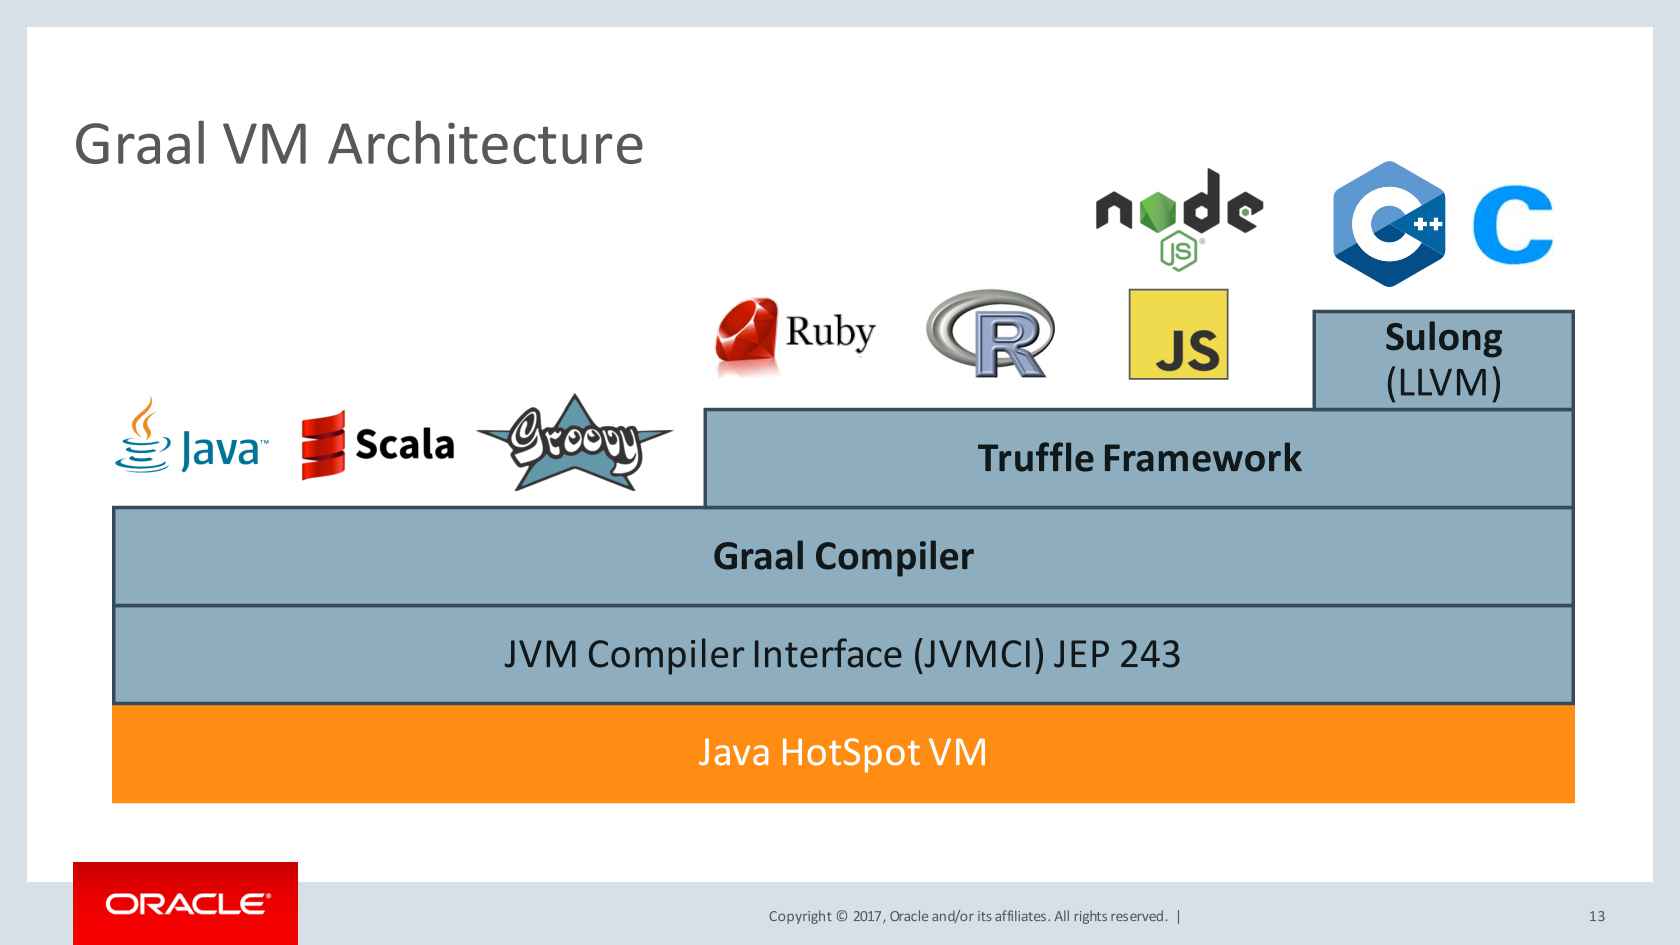 Graal VM Architecture
node
JS®
C++
C
Ruby
R
JS
Sulong
(LLVM)
Java™
Scala
Groovy
Truffle Framework
Graal Compiler
JVM Compiler Interface (JVMCI) JEP 243
Java HotSpot VM
ORACLE®
Copyright © 2017, Oracle and/or its affiliates. All rights reserved. |
13